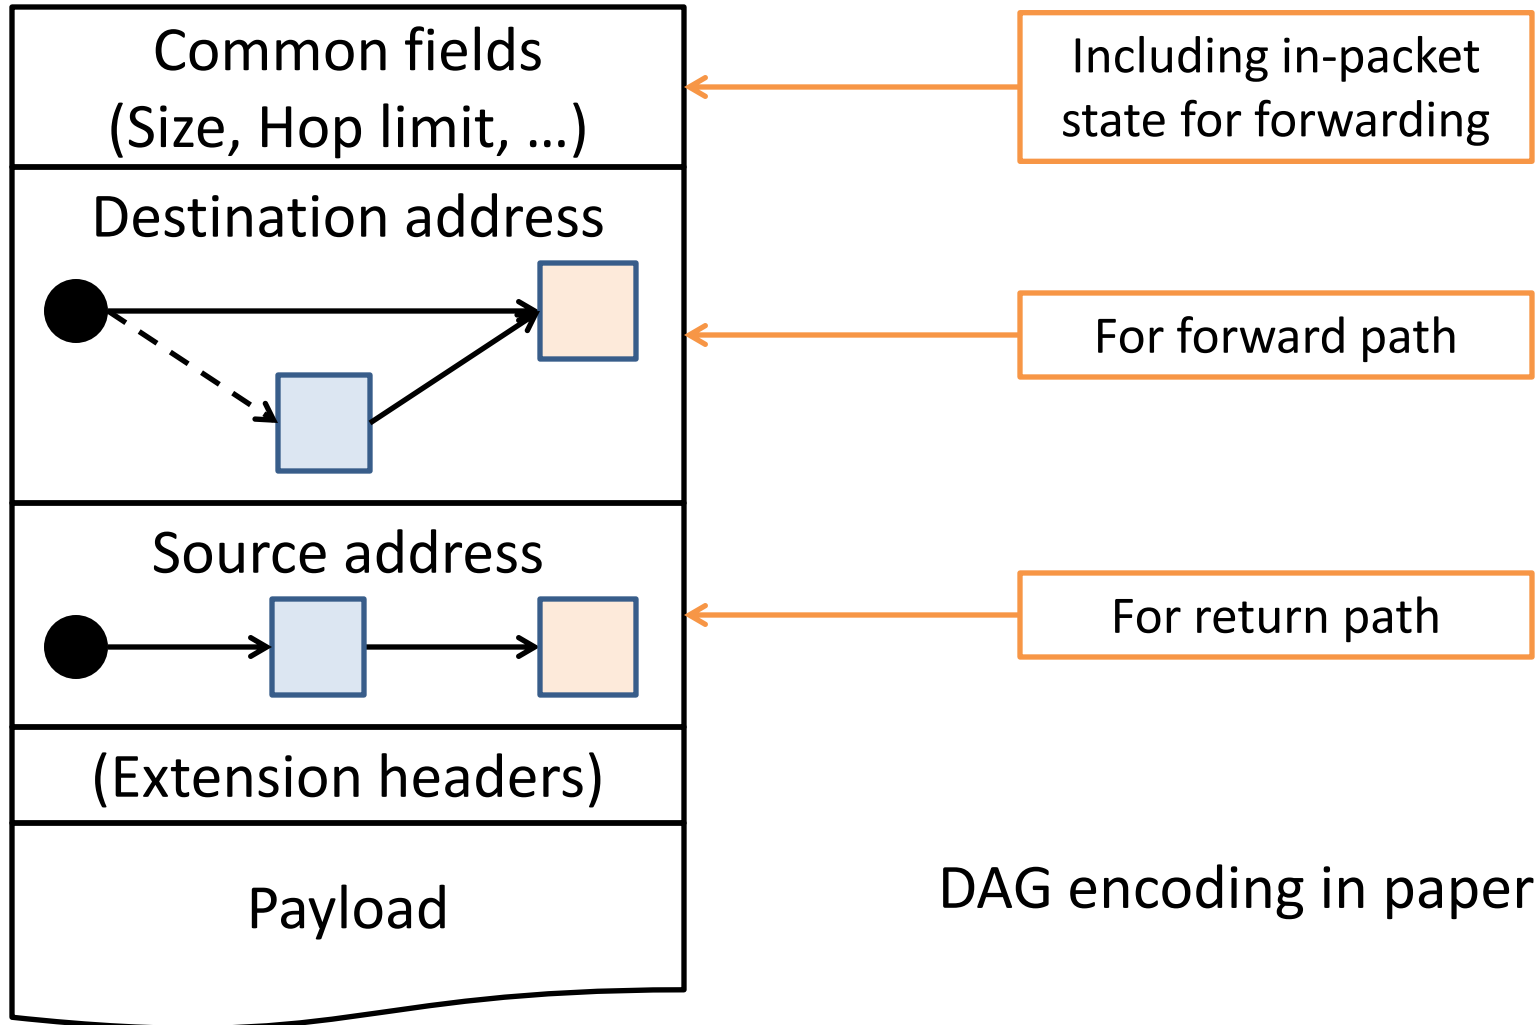 Common fields
(Size, Hop limit, ...)
Including in-packet
state for forwarding
Destination address
For forward path
Source address
For return path
(Extension headers)
Payload
DAG encoding in paper